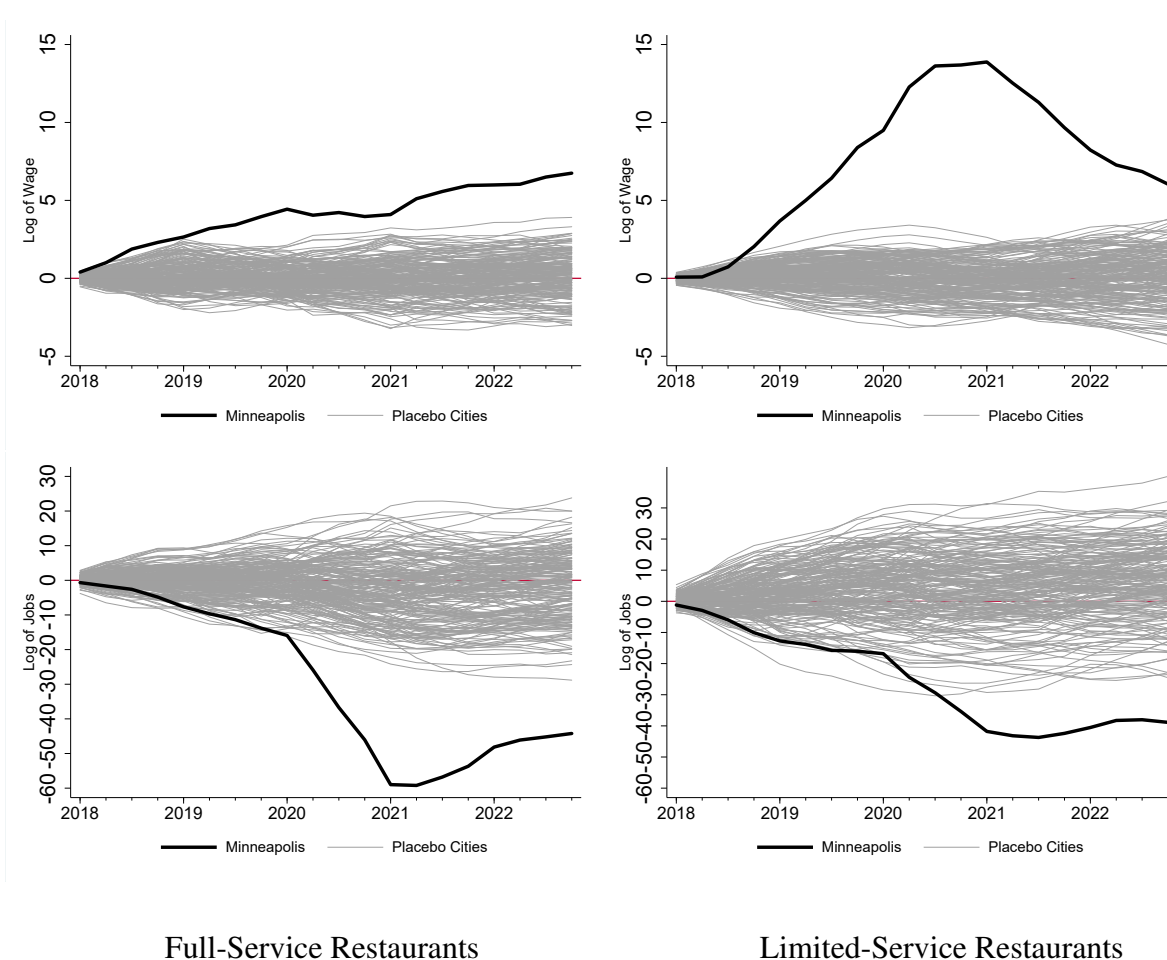 15
10
5
0
-5
Log of Wage
2018 2019 2020 2021 2022
Minneapolis Placebo Cities
15
10
5
0
-5
Log of Wage
2018 2019 2020 2021 2022
Minneapolis Placebo Cities
30
20
10
0
-10
-20
-30
-40
-50
-60
Log of Jobs
2018 2019 2020 2021 2022
Minneapolis Placebo Cities
30
20
10
0
-10
-20
-30
-40
-50
-60
Log of Jobs
2018 2019 2020 2021 2022
Minneapolis Placebo Cities
Full-Service Restaurants
Limited-Service Restaurants